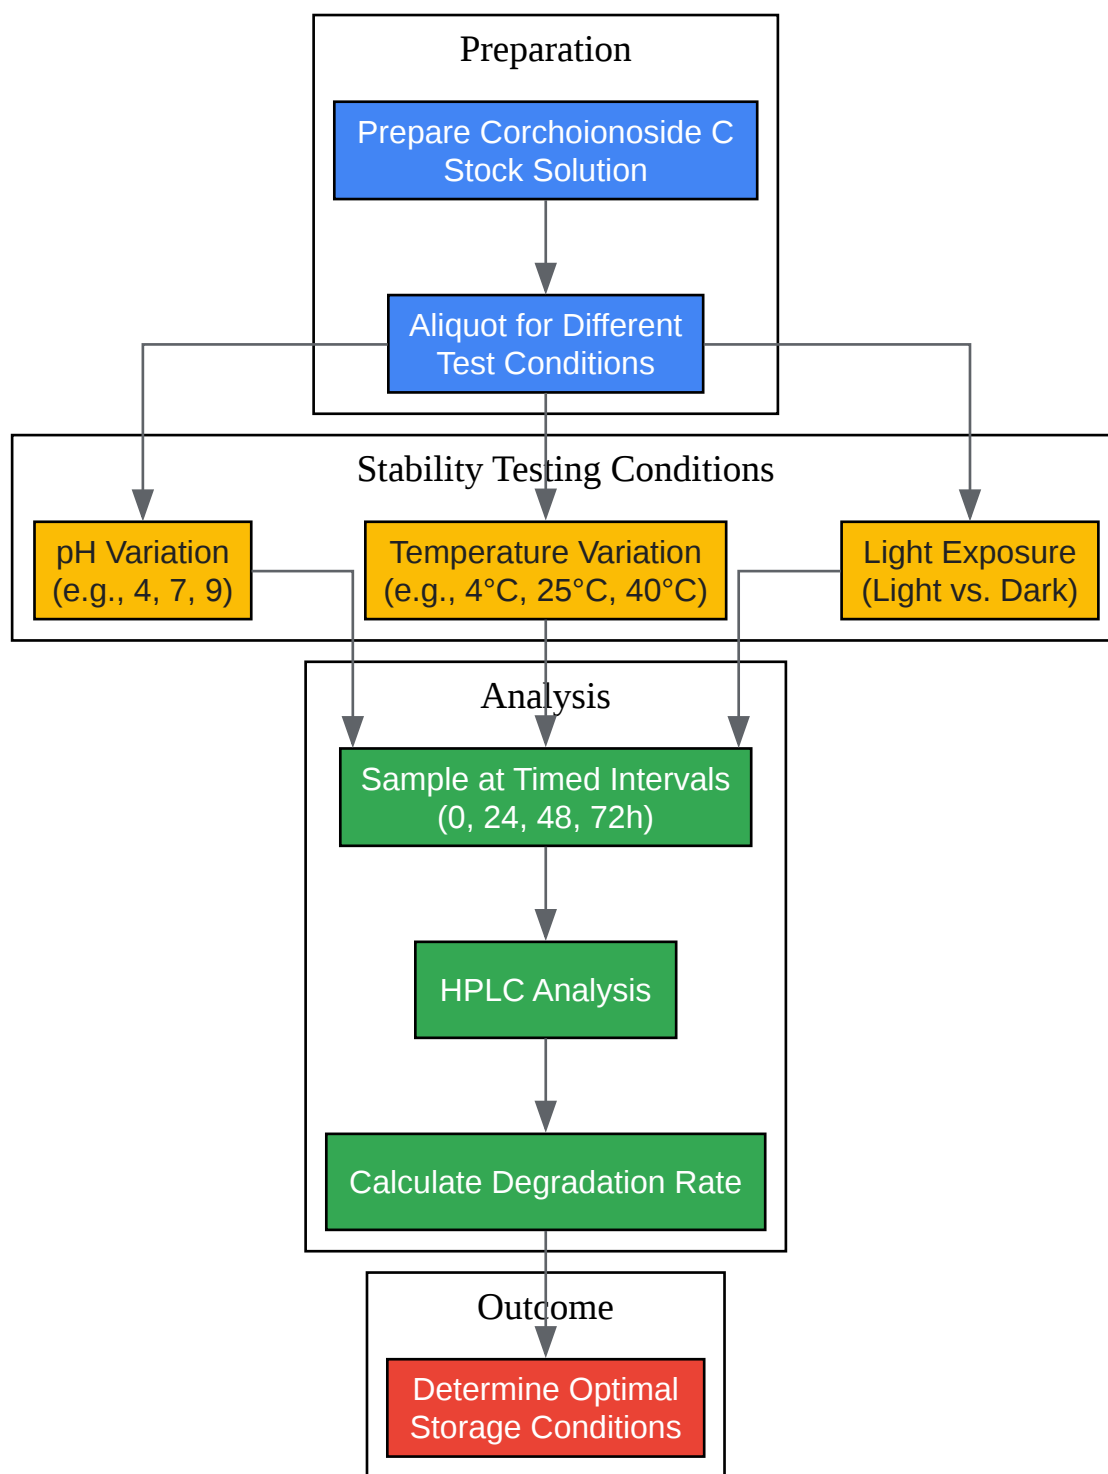 Preparation
Prepare Corchoionoside C
Stock Solution
Aliquot for Different
Test Conditions
Stability Testing Conditions
pH Variation
(e.g., 4, 7, 9)
Temperature Variation
(e.g., 4°C, 25°C, 40°C)
Light Exposure
(Light vs. Dark)
Analysis
Sample at Timed Intervals
(0, 24, 48, 72h)
HPLC Analysis
Calculate Degradation Rate
Outcome
Determine Optimal
Storage Conditions